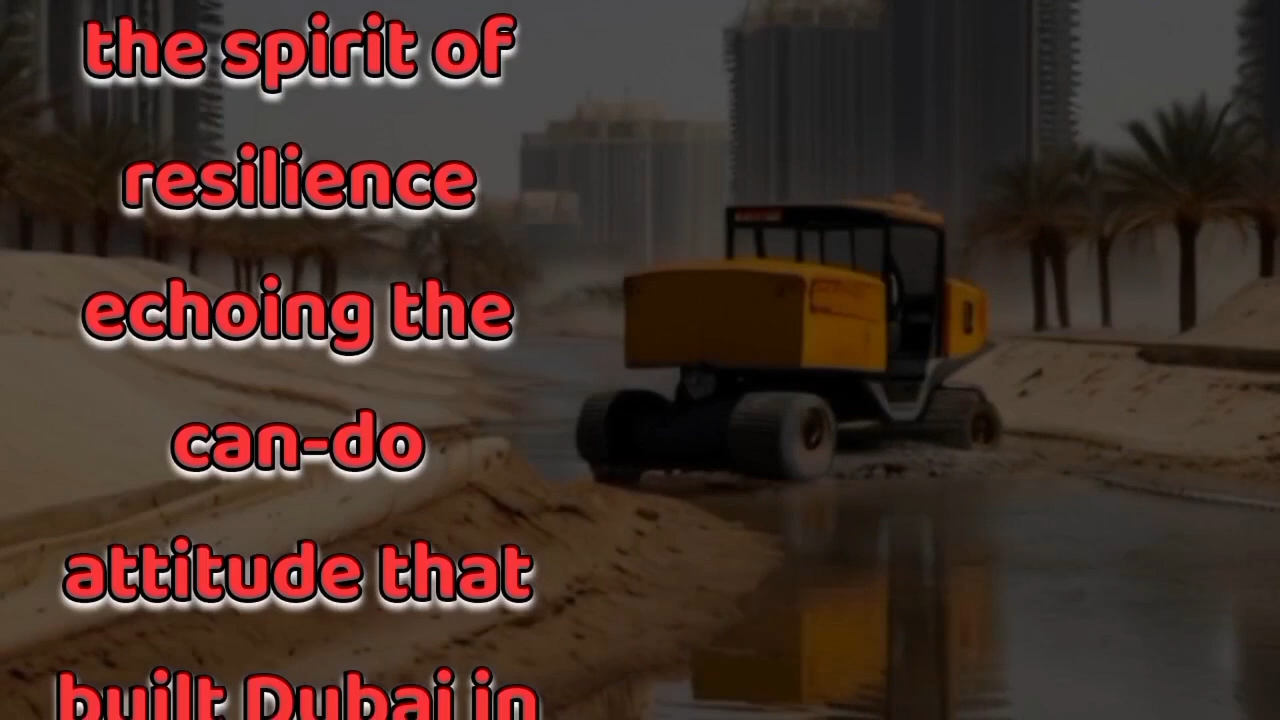 the spirit of
resilience
echoing the
can-do
attitude that
built Dubai in